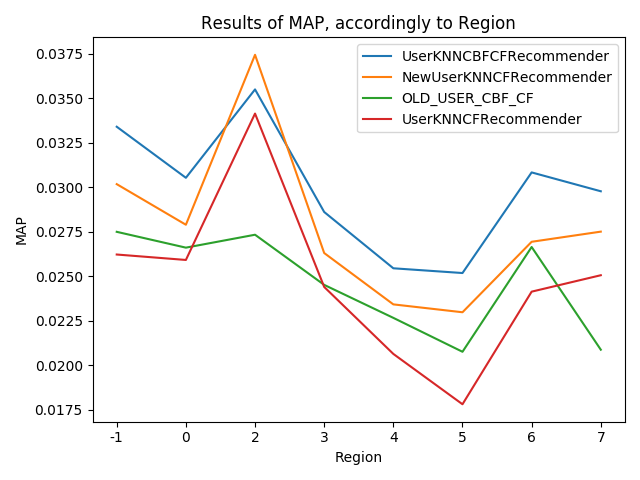 Results of MAP, accordingly to Region
UserKNNCBFCFRecommender
NewUserKNNCFRecommender
OLD_USER_CBF_CF
UserKNNCFRecommender
0.0375
0.0350
0.0325
0.0300
0.0275
0.0250
0.0225
0.0200
0.0175
MAP
-1 0 2 3 4 5 6 7
Region